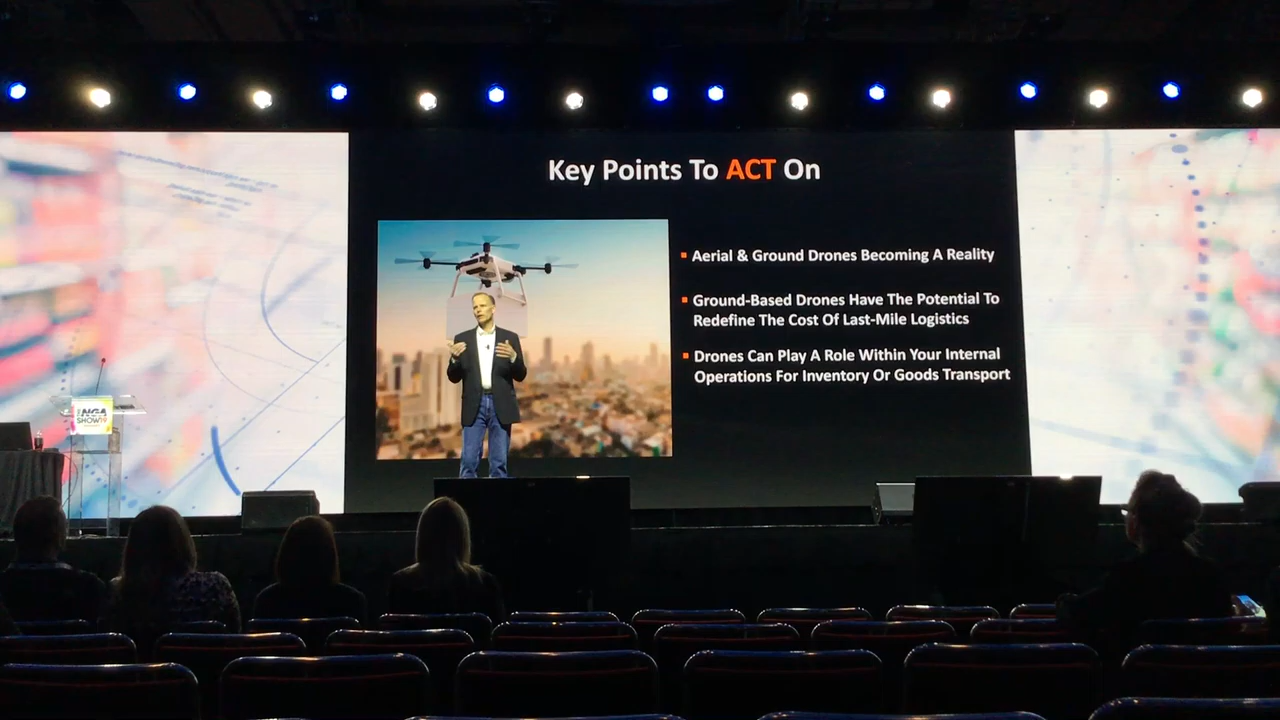 Key Points To ACT On
Aerial & Ground Drones Becoming A Reality
Ground-Based Drones Have The Potential To
Redefine The Cost Of Last-Mile Logistics
Drones Can Play A Role Within Your Internal
Operations For Inventory Or Goods Transport
NGA
SHOW